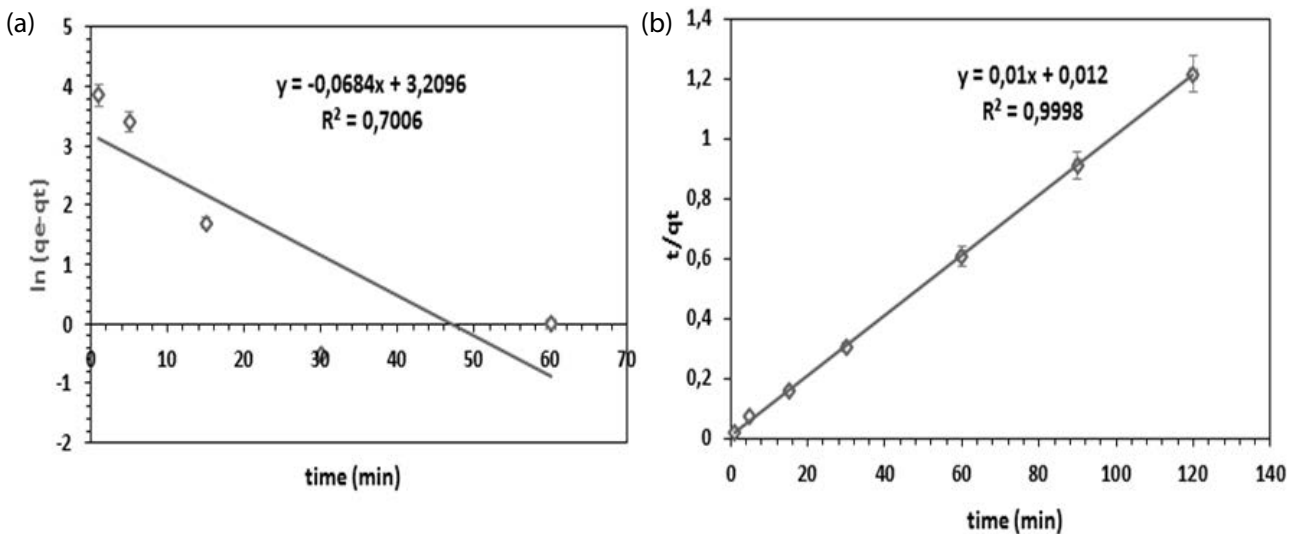 (a)
5
4
3
2
1
0
-1
-2
y = -0,0684x + 3,2096
R² = 0,7006
ln (qe-qt)
0 10 20 30 40 50 60 70
time (min)
(b)
1,4
1,2
1
0,8
0,6
0,4
0,2
0
y = 0,01x + 0,012
R² = 0,9998
t/qt
0 20 40 60 80 100 120 140
time (min)